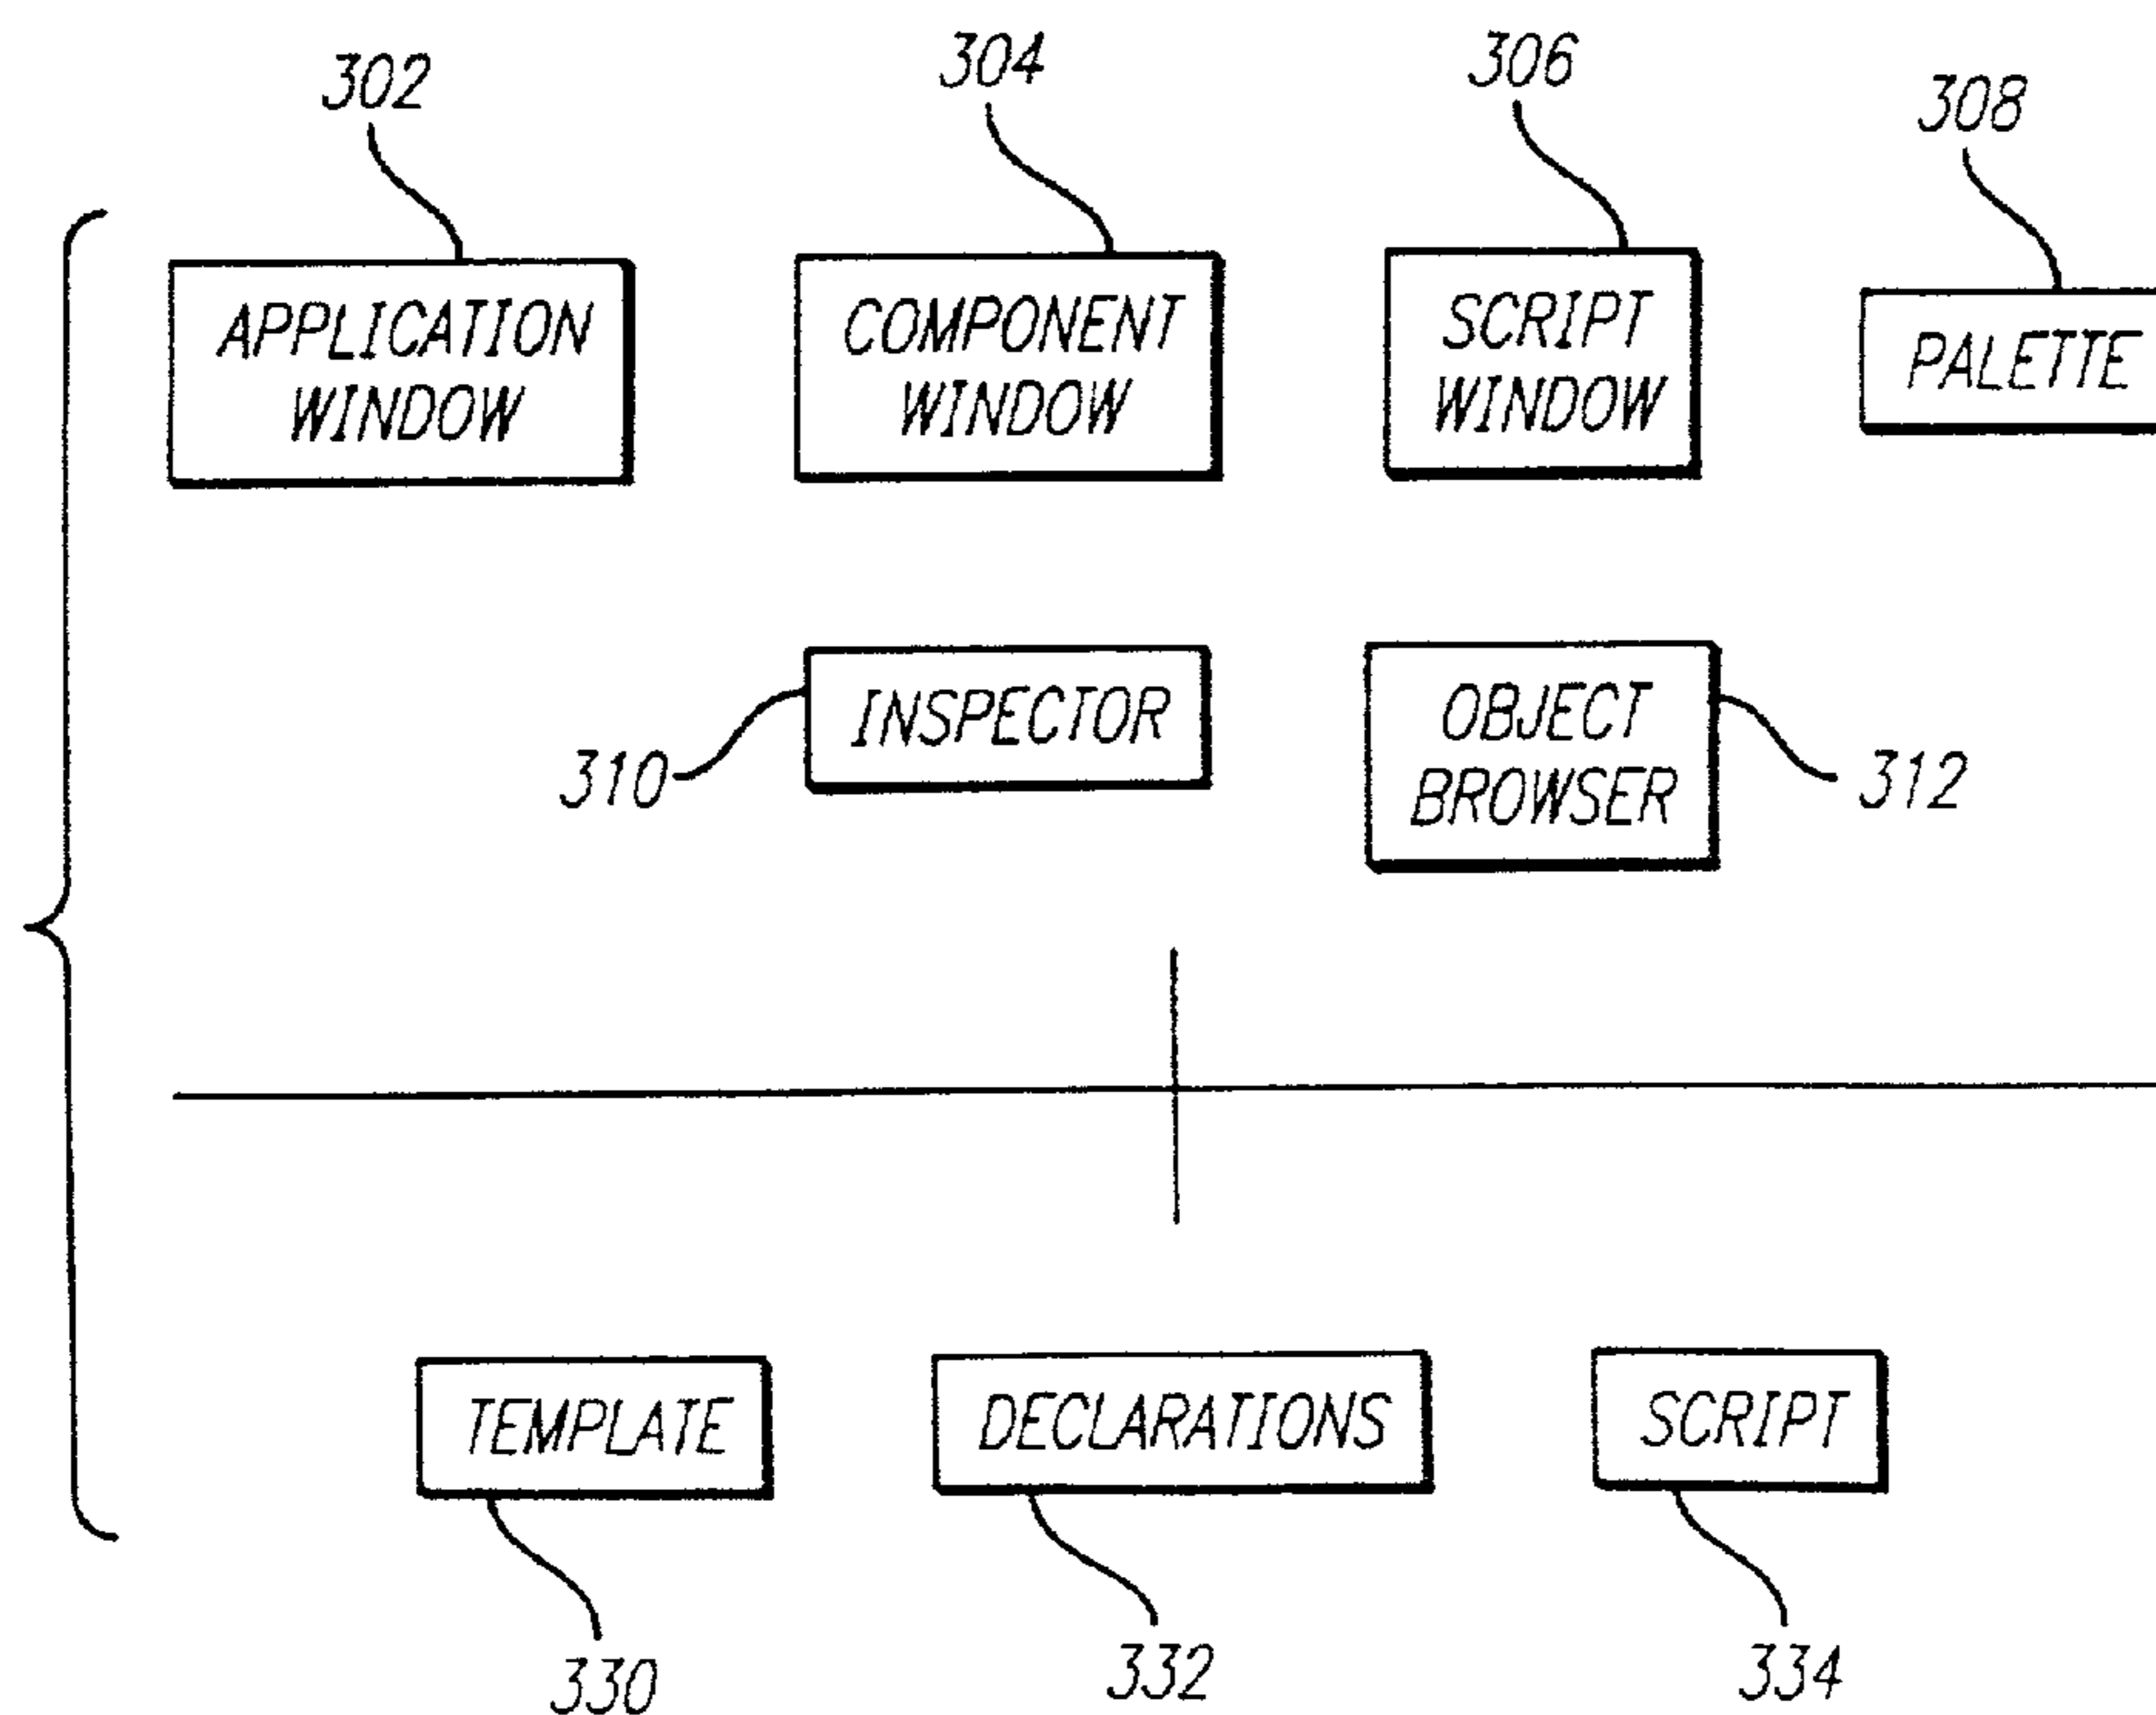 302
304
306
308
APPLICATION
WINDOW
COMPONENT
WINDOW
SCRIPT
WINDOW
PALETTE
310
INSPECTOR
OBJECT
BROWSER
312
TEMPLATE
DECLARATIONS
SCRIPT
330
332
334